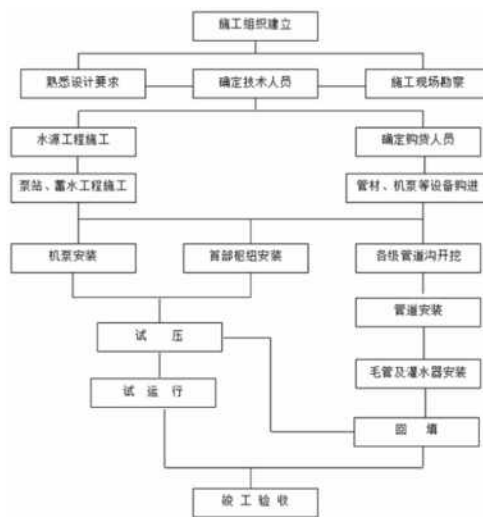 施工组织建立
熟悉设计要求
确定技术人员
施工现场勘察
水源工程施工
确定购货人员
泵站、蓄水工程施工
管材、机泵等设备购进
机泵安装
首部枢纽安装
各级管道沟开挖
管道安装
试 压
毛管及灌水器安装
试 运 行
回 填
竣 工 验 收